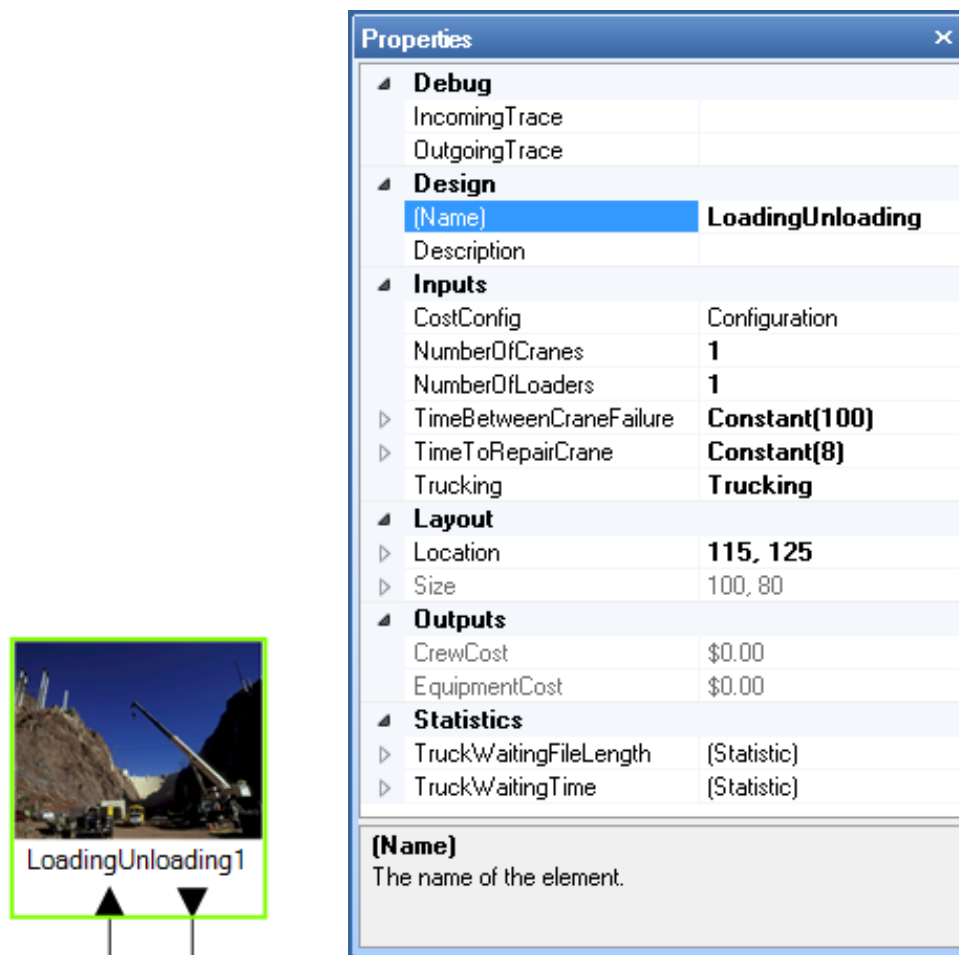 Properties
Debug
IncomingTrace
OutgoingTrace
Design
(Name) LoadingUnloading
Description
Inputs
CostConfig Configuration
NumberOfCranes 1
NumberOfLoaders 1
TimeBetweenCraneFailure Constant(100)
TimeToRepairCrane Constant(8)
Trucking Trucking
Layout
Location 115, 125
Size 100, 80
Outputs
CrewCost $0.00
EquipmentCost $0.00
Statistics
TruckWaitingFileLength (Statistic)
TruckWaitingTime (Statistic)
(Name)
The name of the element.
LoadingUnloading1